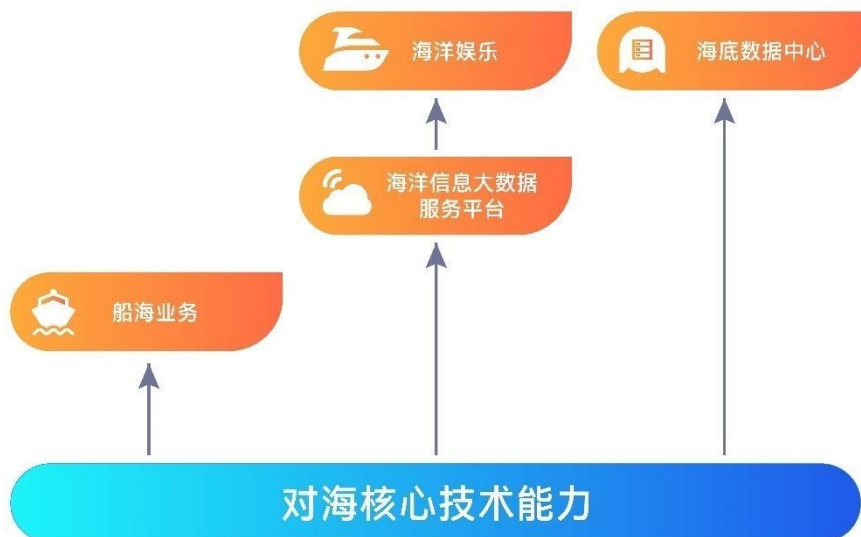 海洋娱乐
海底数据中心
海洋信息大数据
服务平台
船海业务
对海核心技术能力